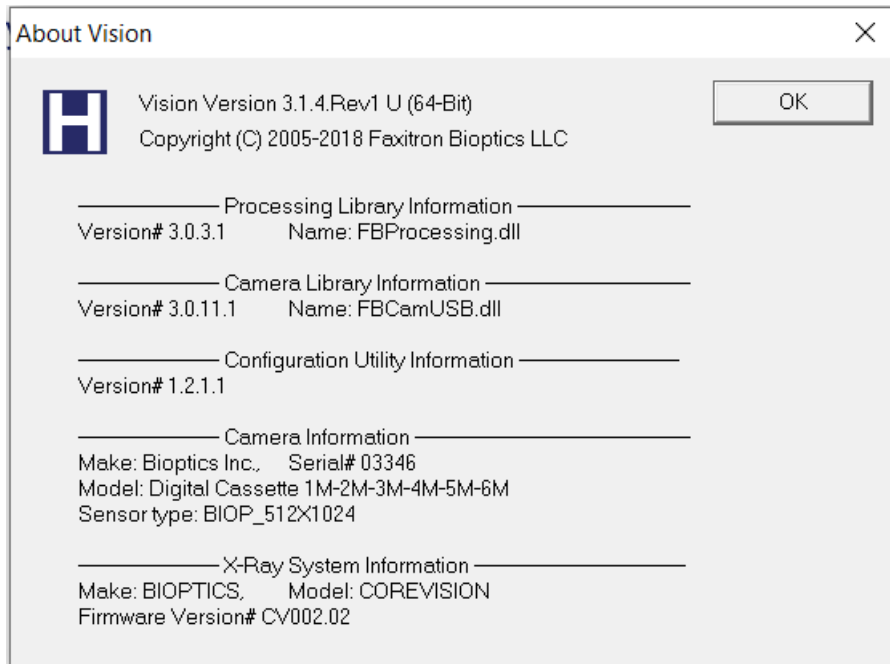 About Vision
H
Vision Version 3.1.4.Rev1 U (64-Bit)
OK
Copyright (C) 2005-2018 Faxitron Bioptics LLC
Processing Library Information
Version# 3.0.3.1 Name: FBProcessing.dll
Camera Library Information
Version# 3.0.11.1 Name: FBCamUSB.dll
Configuration Utility Information
Version# 1.2.1.1
Camera Information
Make: Bioptics Inc., Serial# 03346
Model: Digital Cassette 1M-2M-3M-4M-5M-6M
Sensor type: BIOP_512X1024
X-Ray System Information
Make: BIOPTICS, Model: COREVISION
Firmware Version# CV002.02